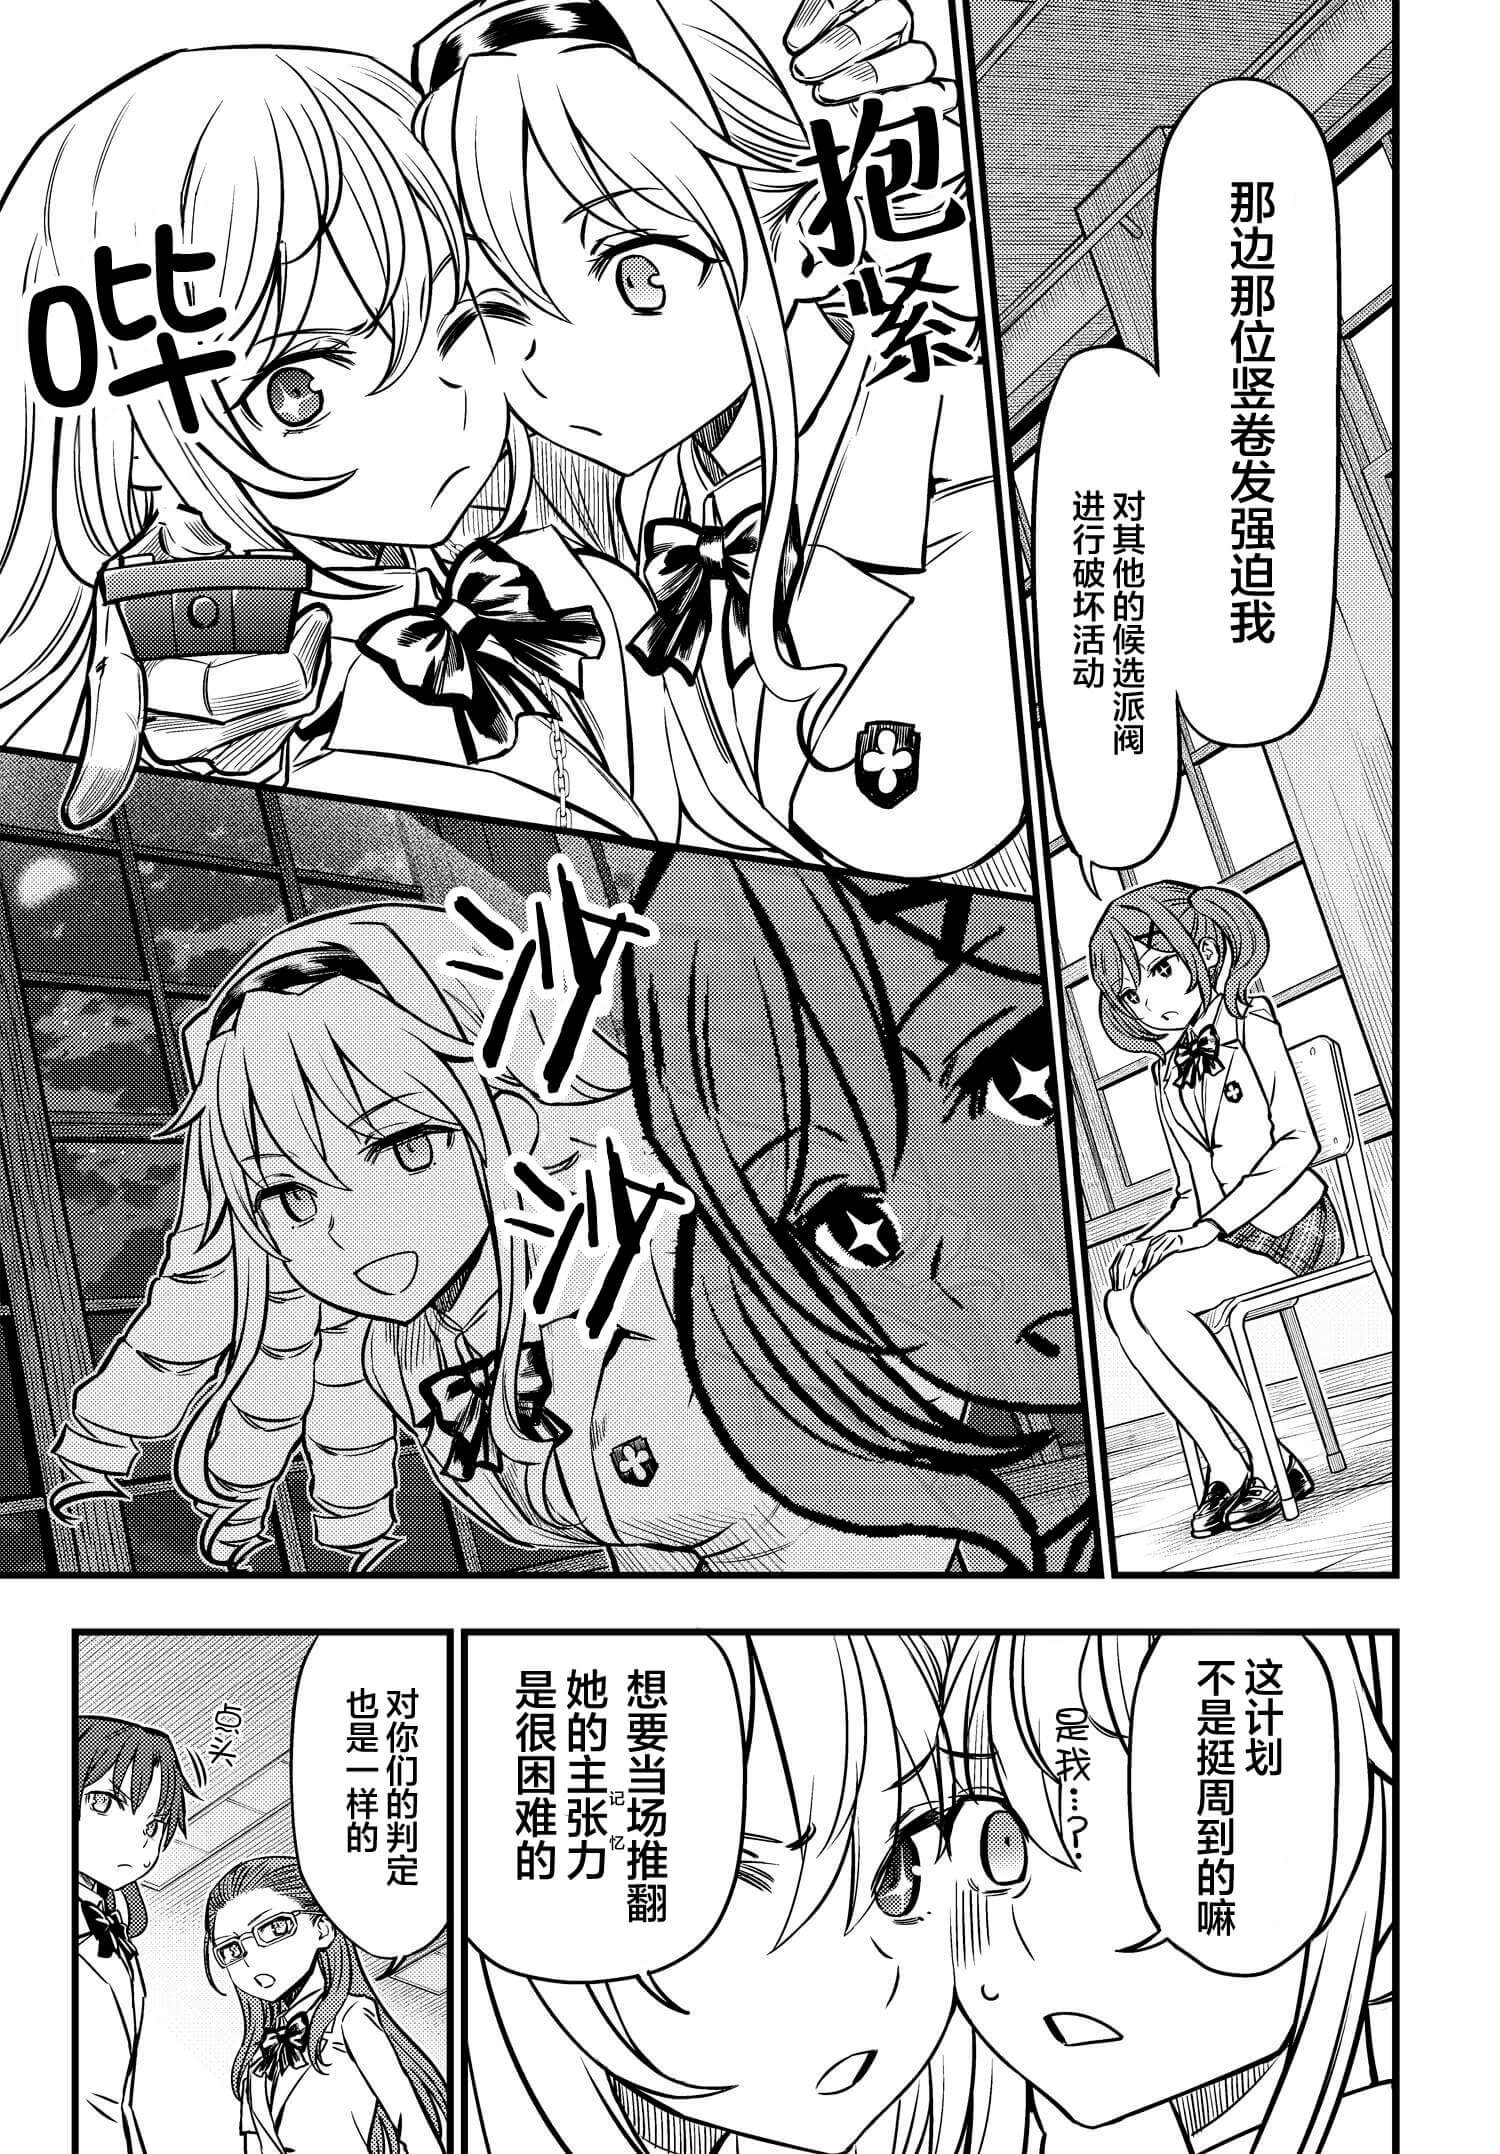 那边那位竖卷发强迫我
对其他的候选派阀
进行破坏活动
抱紧
哔
沙
沙
这计划
不是挺周到的嘛
是我…?
想要当场推翻
她的主张力
记忆
是很困难的
对你们的判定
也是一样的
点头